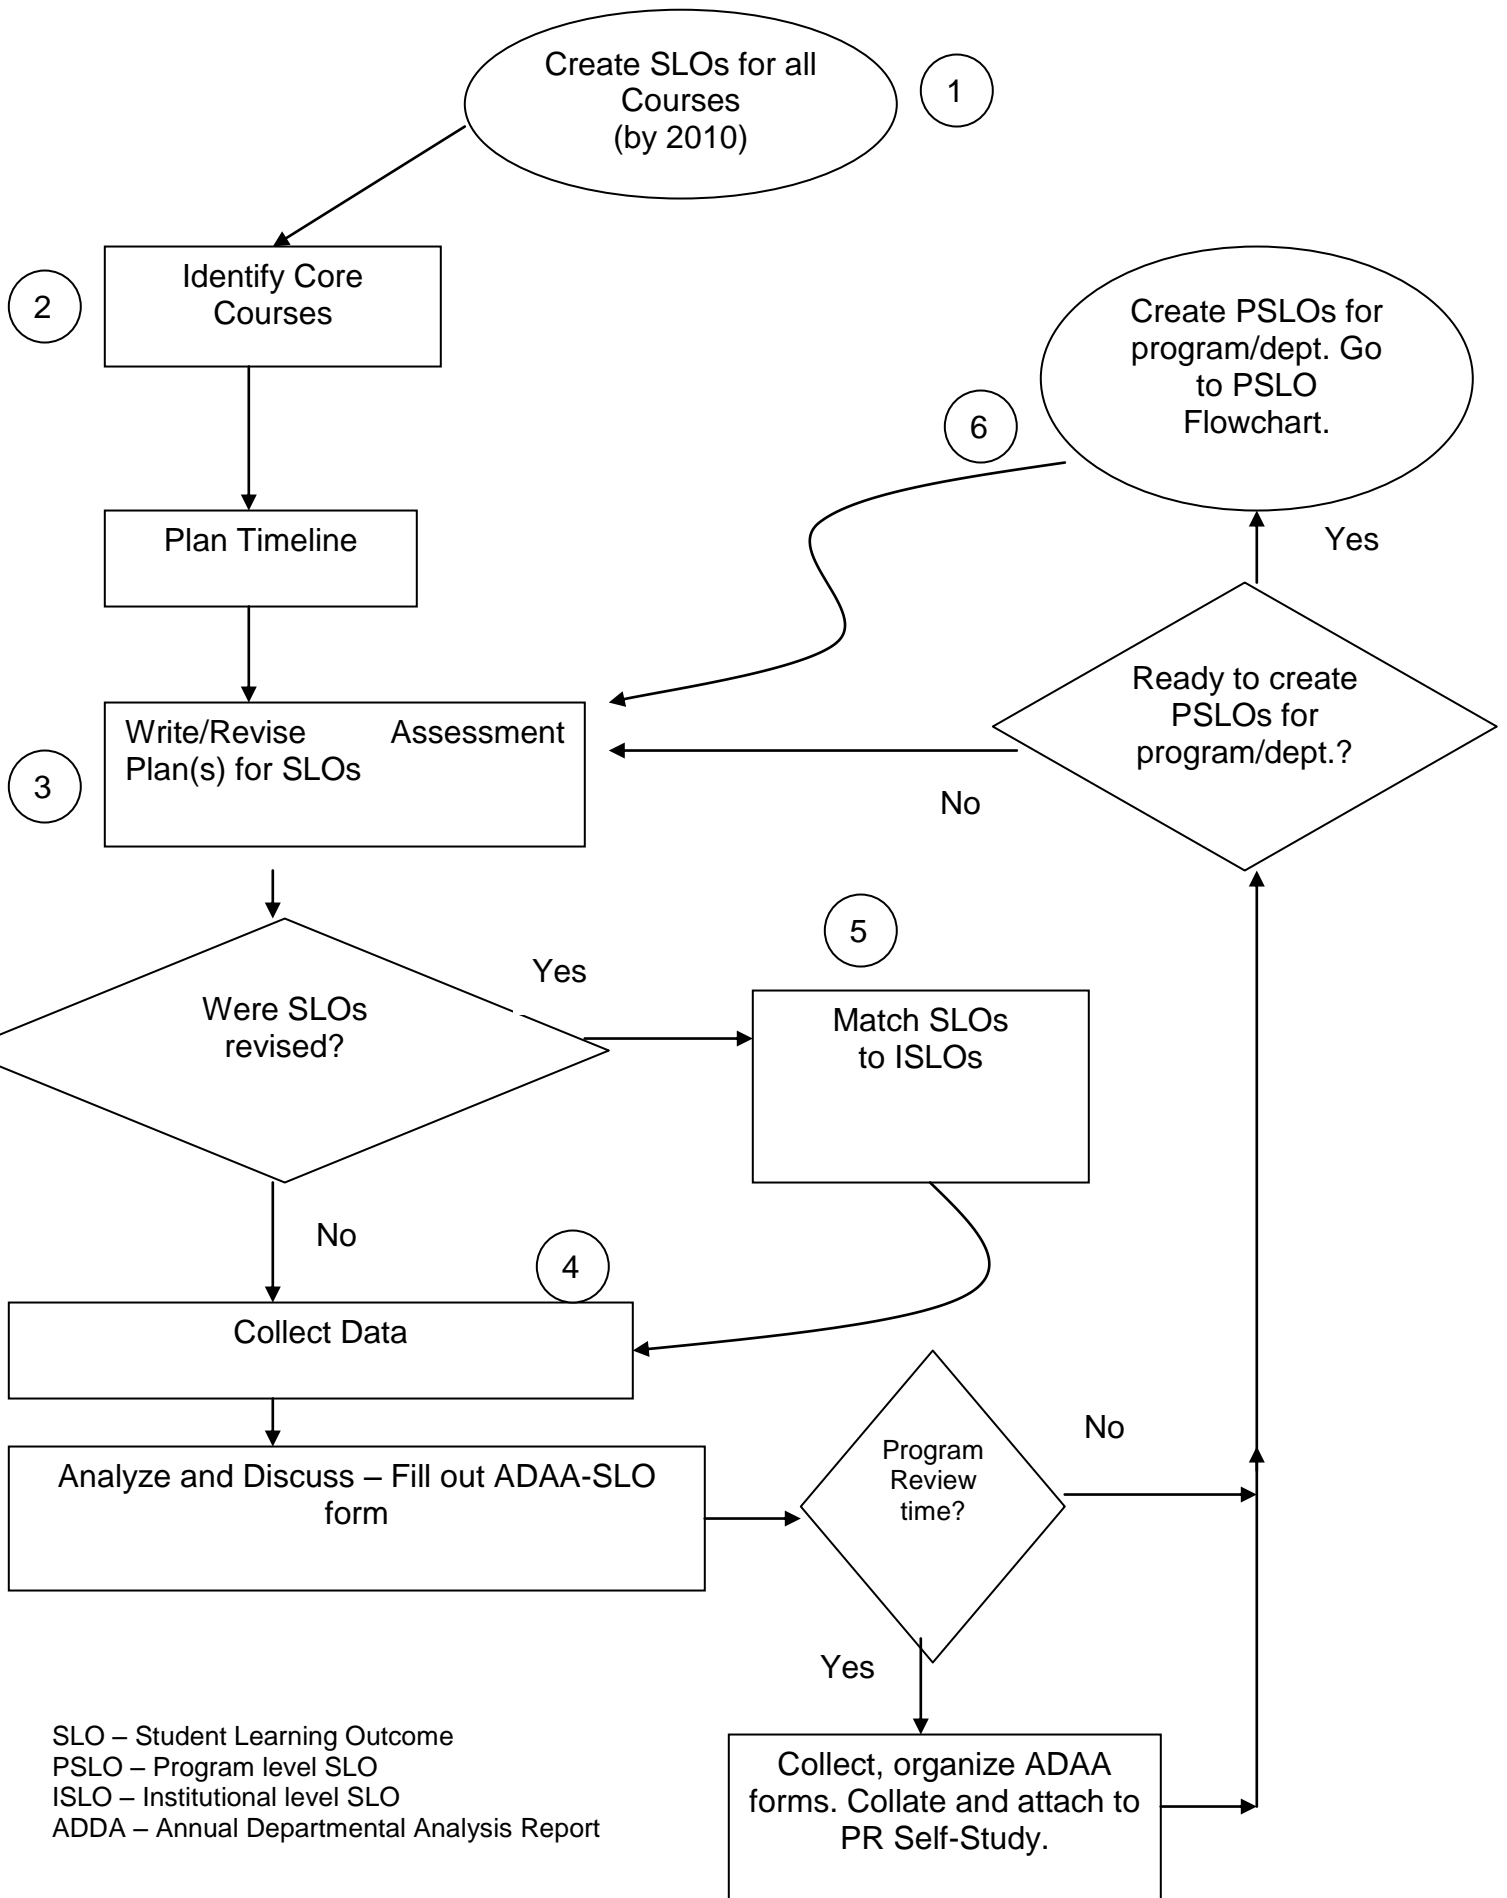 Create SLOs for all
Courses
(by 2010)
1
Identify Core
Courses
2
Create PSLOs for
program/dept. Go
to PSLO
Flowchart.
6
Plan Timeline
Yes
Ready to create
PSLOs for
program/dept.?
Write/Revise Assessment
Plan(s) for SLOs
3
No
5
Yes
Were SLOs
revised?
Match SLOs
to ISLOs
No
4
Collect Data
No
Program
Review
time?
Analyze and Discuss – Fill out ADAA-SLO
form
Yes
SLO – Student Learning Outcome
PSLO – Program level SLO
ISLO – Institutional level SLO
ADDA – Annual Departmental Analysis Report
Collect, organize ADAA
forms. Collate and attach to
PR Self-Study.